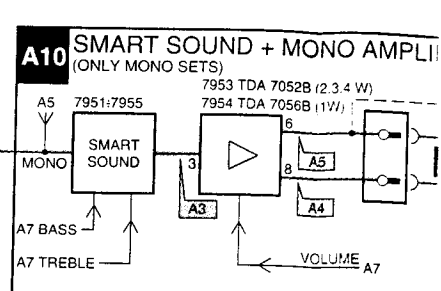 A10 SMART SOUND + MONO AMPLI
(ONLY MONO SETS)
7953 TDA 7052B (2.3.4 W)
A5 7951÷7955 7954 TDA 7056B (1W)
6
SMART
SOUND
MONO
3
A5
8
A3
A4
A7 BASS
A7 TREBLE
VOLUME
A7